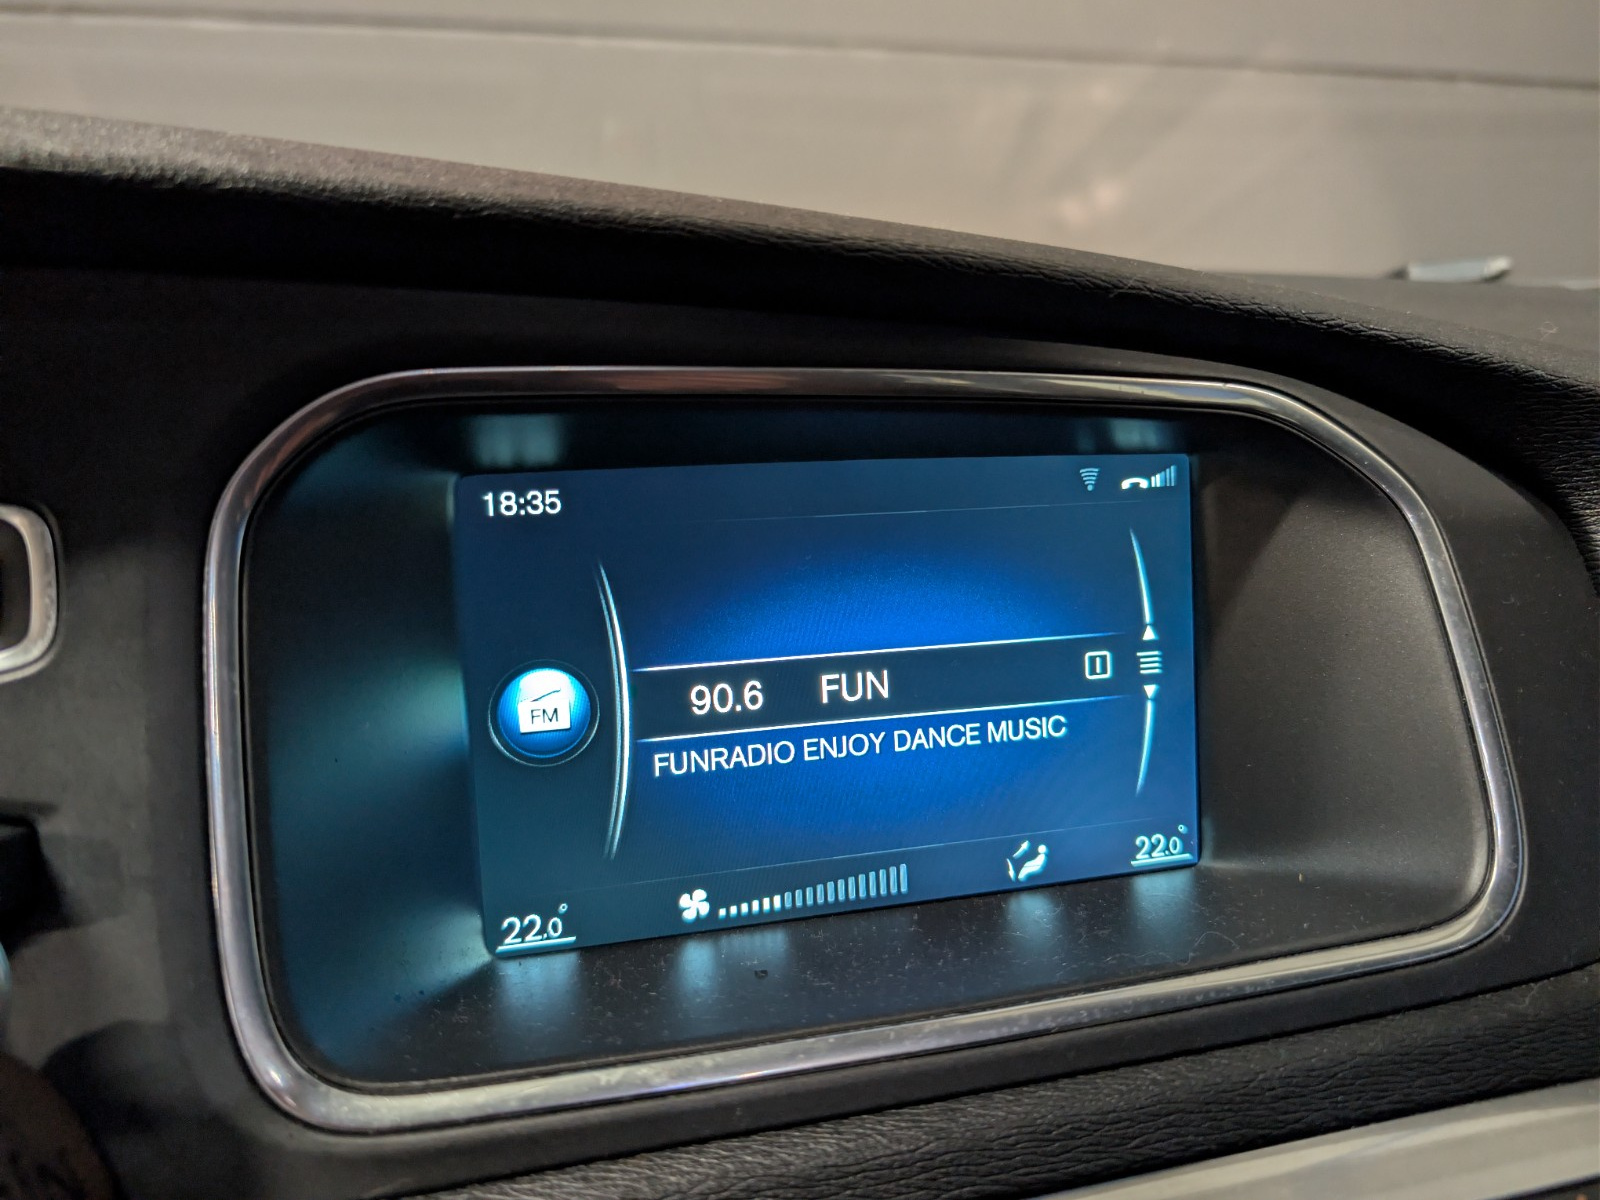 18:35
90.6 FUN
FM
FUNRADIO ENJOY DANCE MUSIC
22.0°
22.0°